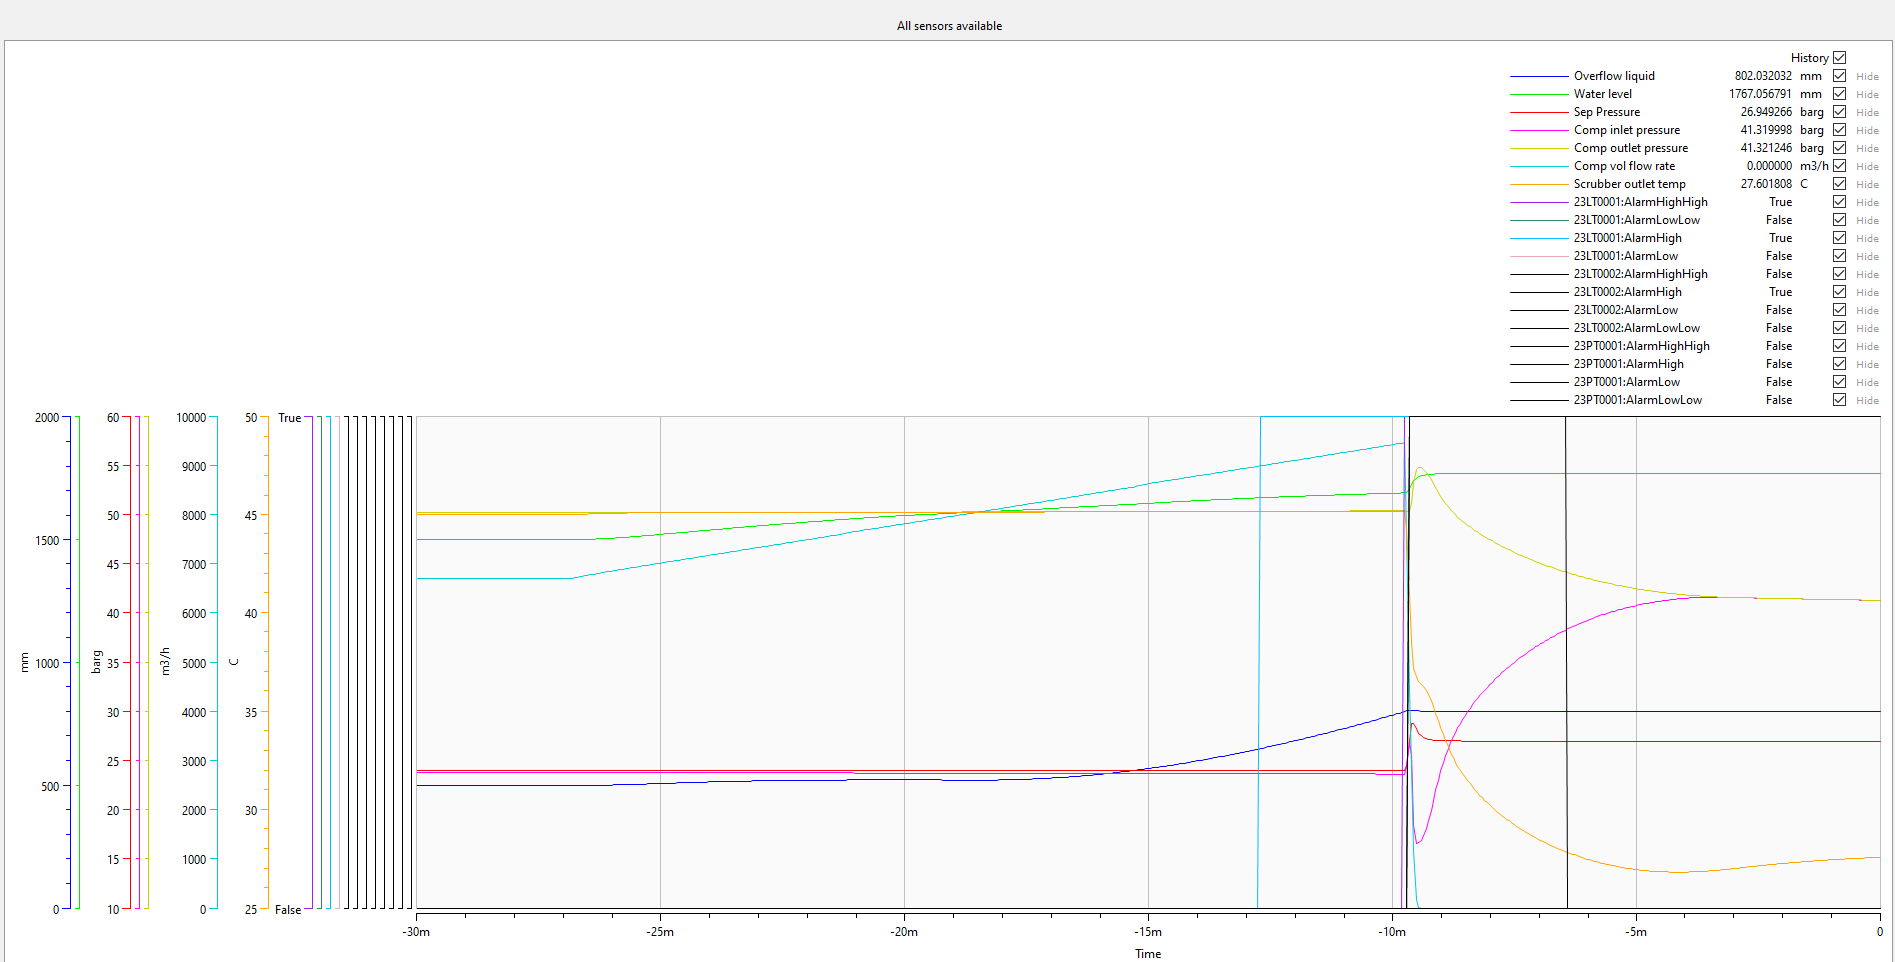 All sensors available
History
Overflow liquid 802.032032 mm Hide
Water level 1767.056791 mm Hide
Sep Pressure 26.949266 barg Hide
Comp inlet pressure 41.319998 barg Hide
Comp outlet pressure 41.321246 barg Hide
Comp vol flow rate 0.000000 m3/h Hide
Scrubber outlet temp 27.601808 C Hide
23LT0001:AlarmHighHigh True Hide
23LT0001:AlarmLowLow False Hide
23LT0001:AlarmHigh True Hide
23LT0001:AlarmLow False Hide
23LT0002:AlarmHighHigh False Hide
23LT0002:AlarmHigh True Hide
23LT0002:AlarmLow False Hide
23LT0002:AlarmLowLow False Hide
23PT0001:AlarmHighHigh False Hide
23PT0001:AlarmHigh False Hide
23PT0001:AlarmLow False Hide
23PT0001:AlarmLowLow False Hide
2000 60 10000 50 True
55 9000
50 8000 45
1500
45 7000
40 6000 40
mm 1000 barg 35 m3/h 5000 C
30 4000 35
25 3000
500
20 2000 30
15 1000
0 10 0 25 False
-30m -25m -20m -15m -10m -5m 0
Time